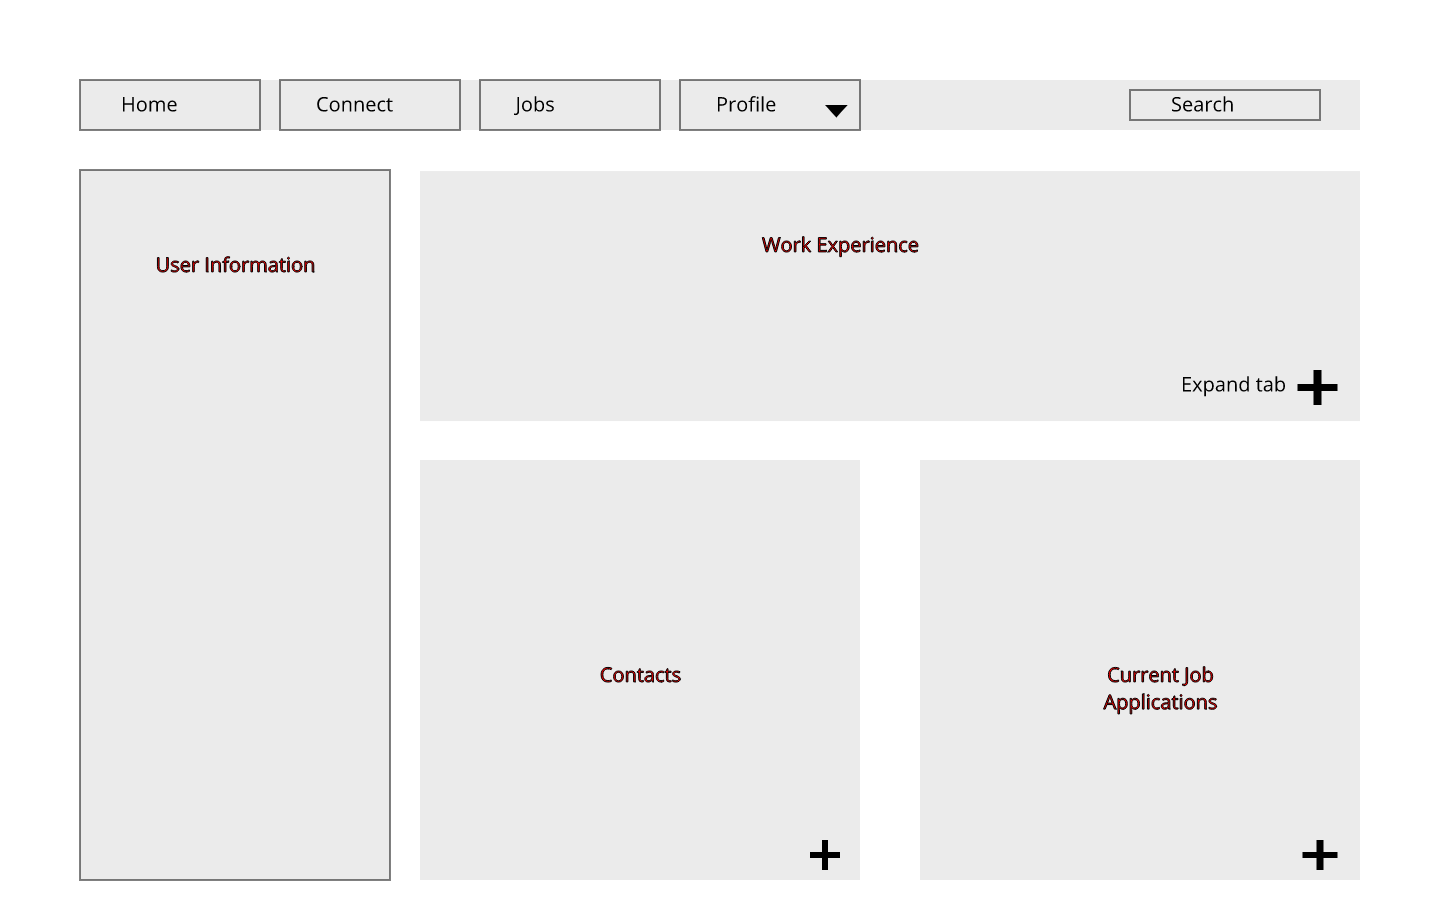 Home
Connect
Jobs
Profile
Search
User Information
Work Experience
Expand tab
Contacts
Current Job
Applications